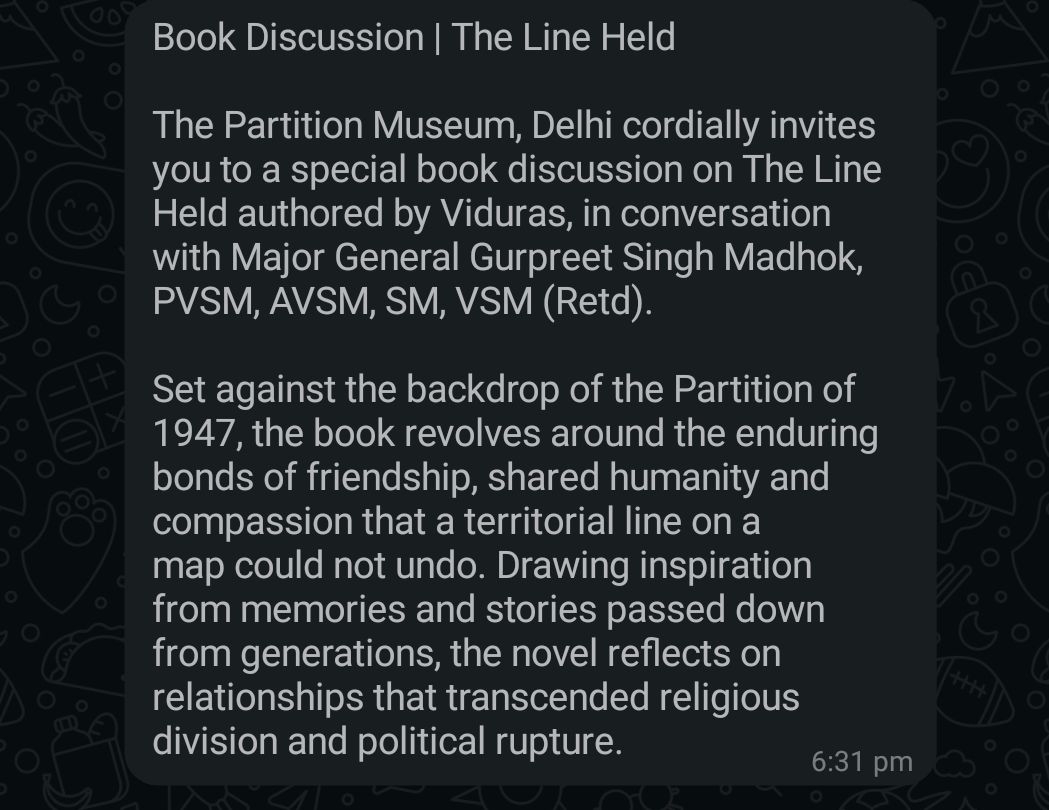 Book Discussion | The Line Held
The Partition Museum, Delhi cordially invites
you to a special book discussion on The Line
Held authored by Viduras, in conversation
with Major General Gurpreet Singh Madhok,
PVSM, AVSM, SM, VSM (Retd).
Set against the backdrop of the Partition of
1947, the book revolves around the enduring
bonds of friendship, shared humanity and
compassion that a territorial line on a
map could not undo. Drawing inspiration
from memories and stories passed down
from generations, the novel reflects on
relationships that transcended religious
division and political rupture.
6:31 pm